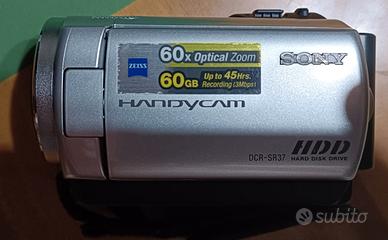 60x Optical Zoom
ZEISS
60GB Up to 45Hrs.
Recording (3Mbps)
SONY
HANDYCAM
HDD
DCR-SR37 HARD DISK DRIVE
subito